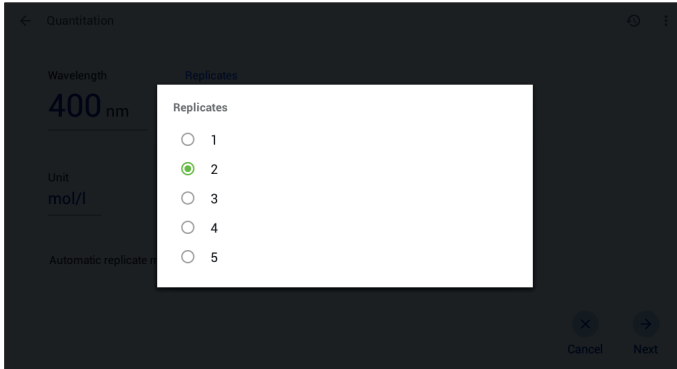 Quantitation
Wavelength
Replicates
400 nm
Replicates
1
2
3
4
5
Unit
mol/l
Automatic replicate
Cancel
Next